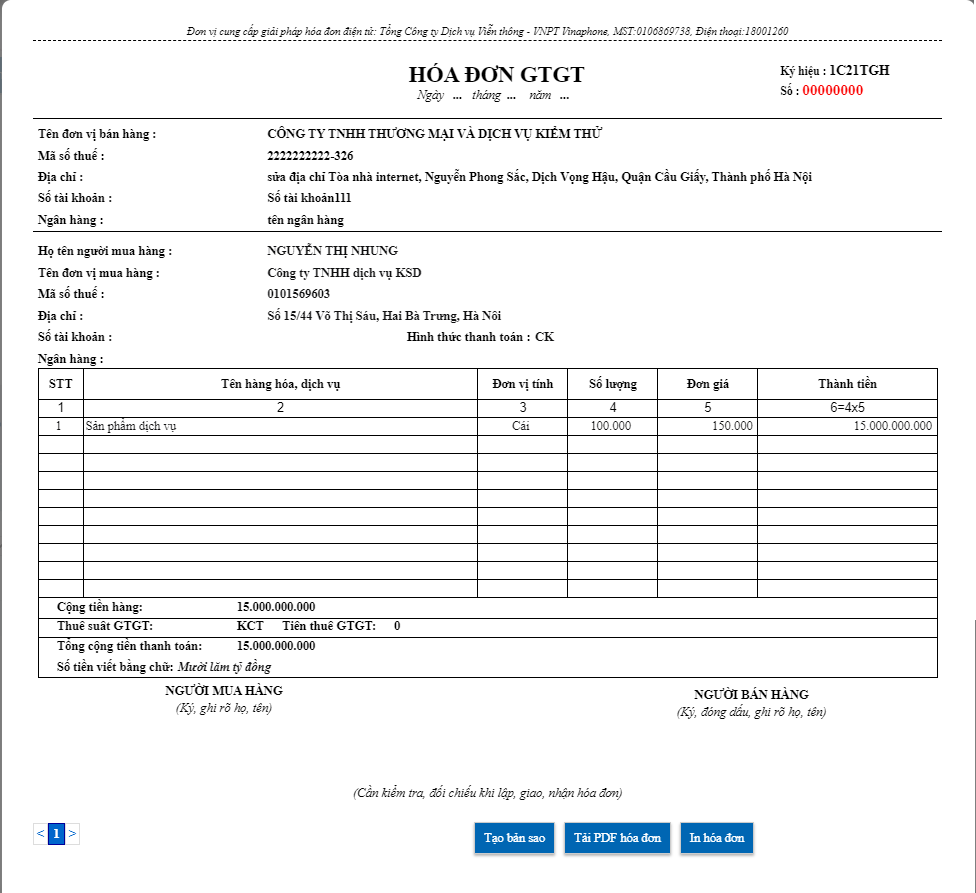 Đơn vị cung cấp giải pháp hóa đơn điện tử: Tổng Công ty Dịch vụ Viễn thông - VNPT Vinaphone, MST:0106869738, Điện thoại:18001260
HÓA ĐƠN GTGT
Ký hiệu : 1C21TGH
Ngày ... tháng ... năm ...
Số : 00000000
Tên đơn vị bán hàng : CÔNG TY TNHH THƯƠNG MẠI VÀ DỊCH VỤ KIỂM THỬ
Mã số thuế : 2222222222-326
Địa chỉ : sửa địa chỉ Tòa nhà internet, Nguyễn Phong Sắc, Dịch Vọng Hậu, Quận Cầu Giấy, Thành phố Hà Nội
Số tài khoản : Số tài khoản111
Ngân hàng : tên ngân hàng
Họ tên người mua hàng : NGUYỄN THỊ NHUNG
Tên đơn vị mua hàng : Công ty TNHH dịch vụ KSD
Mã số thuế : 0101569603
Địa chỉ : Số 15/44 Võ Thị Sáu, Hai Bà Trưng, Hà Nôi
Số tài khoản : Hình thức thanh toán : CK
Ngân hàng :
STT Tên hàng hóa, dịch vụ Đơn vị tính Số lượng Đơn giá Thành tiền
1 2 3 4 5 6=4x5
1 Sản phẩm dịch vụ Cái 100.000 150.000 15.000.000.000
Cộng tiền hàng: 15.000.000.000
Thuế suất GTGT: KCT Tiền thuế GTGT: 0
Tổng cộng tiền thanh toán: 15.000.000.000
Số tiền viết bằng chữ: Mười lăm tỷ đồng
NGƯỜI MUA HÀNG NGƯỜI BÁN HÀNG
(Ký, ghi rõ họ, tên) (Ký, đóng dấu, ghi rõ họ, tên)
(Cần kiểm tra, đối chiếu khi lập, giao, nhận hóa đơn)
< 1 > Tạo bản sao Tải PDF hóa đơn In hóa đơn